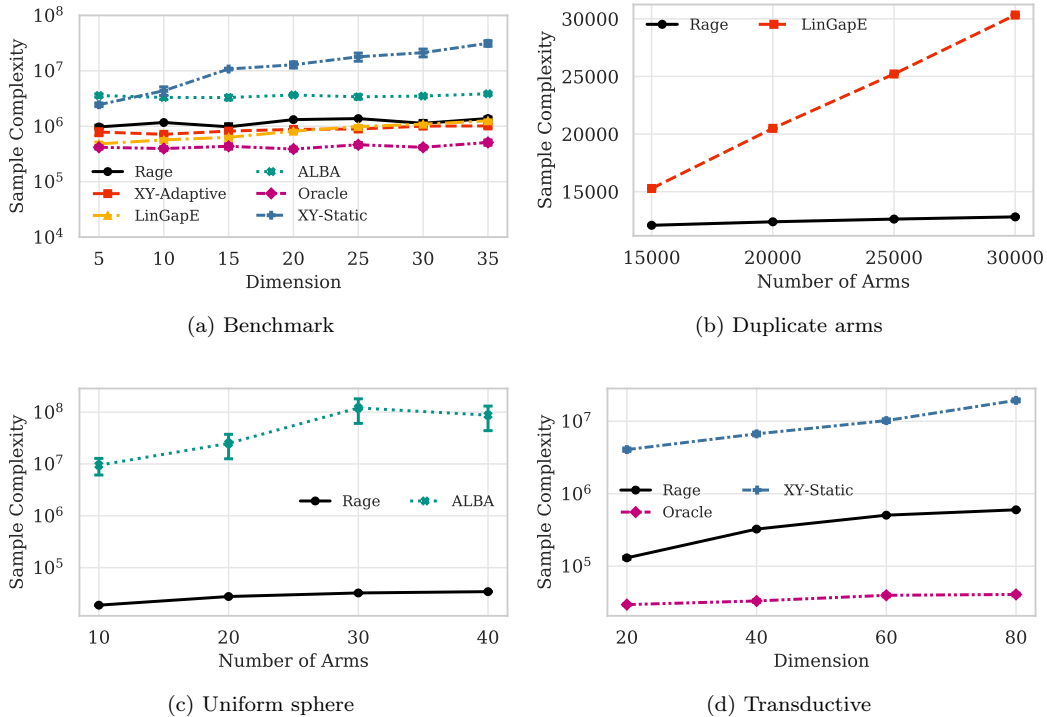 Sample Complexity
10^8
10^7
10^6
10^5
10^4
Rage
XY-Adaptive
LinGapE
ALBA
Oracle
XY-Static
5 10 15 20 25 30 35
Dimension
(a) Benchmark
Sample Complexity
30000
25000
20000
15000
Rage
LinGapE
15000 20000 25000 30000
Number of Arms
(b) Duplicate arms
Sample Complexity
10^8
10^7
10^6
10^5
Rage
ALBA
10 20 30 40
Number of Arms
(c) Uniform sphere
Sample Complexity
10^7
10^6
10^5
Rage
Oracle
XY-Static
20 40 60 80
Dimension
(d) Transductive